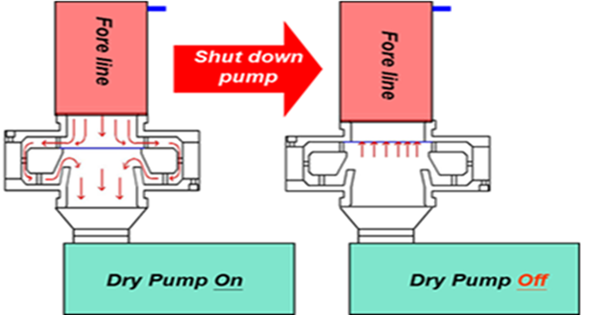 Fore line
Shut down
pump
Fore line
Dry Pump On
Dry Pump Off